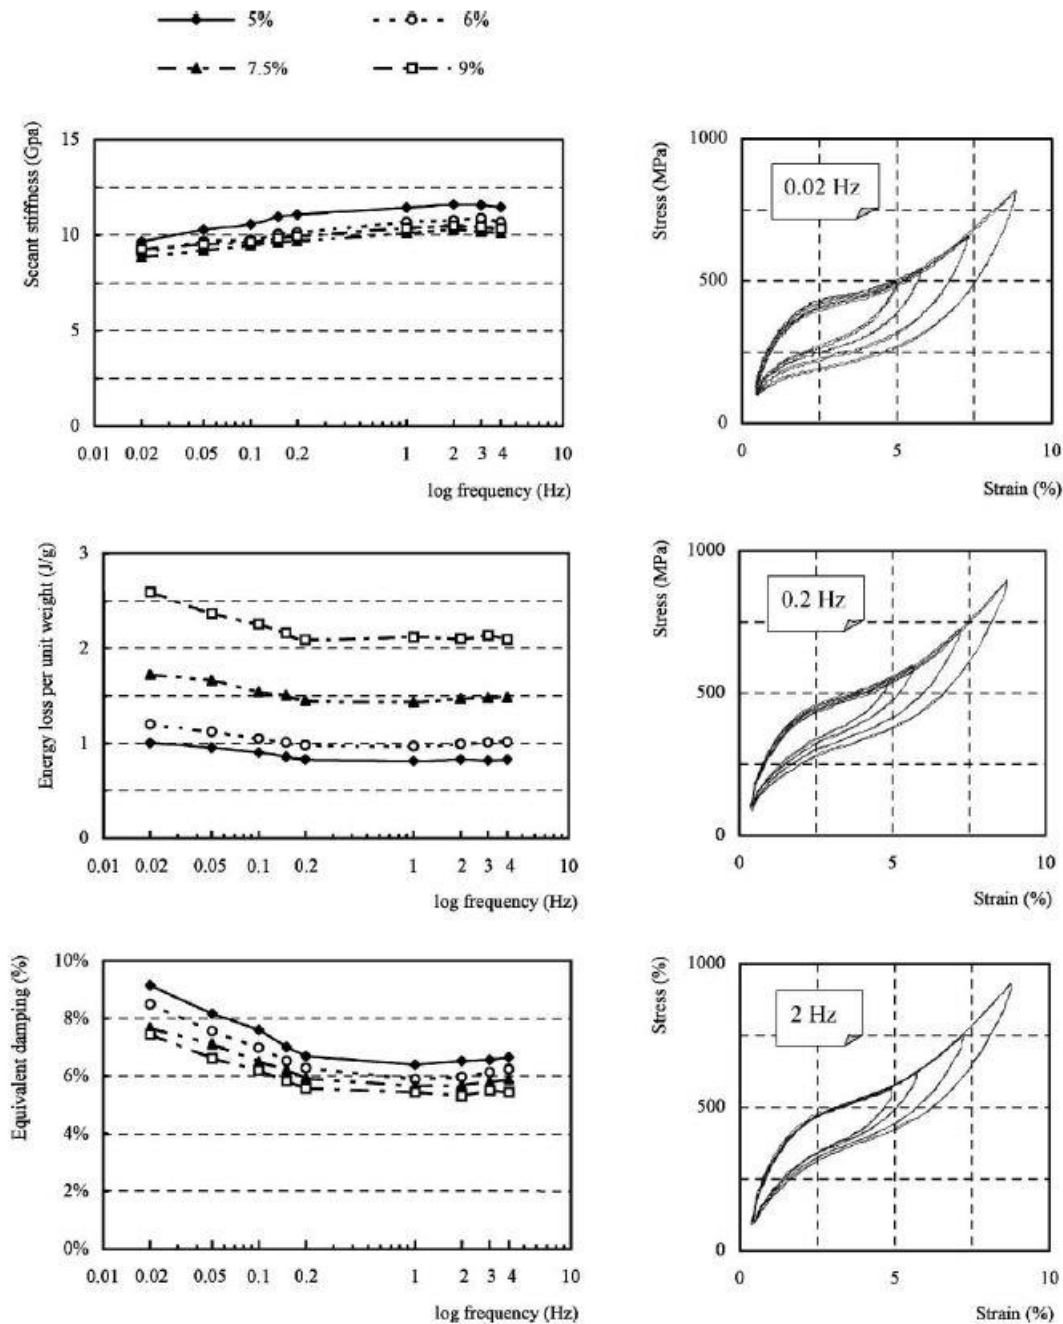 5% 6%
7.5% 9%
Secant stiffness (Gpa)
15
10
5
0
0.01 0.02 0.05 0.1 0.2 1 2 3 4 10
log frequency (Hz)
Stress (MPa)
1000
500
0
0.02 Hz
0 5 10
Strain (%)
Energy loss per unit weight (J/g)
3
2
1
0
0.01 0.02 0.05 0.1 0.2 1 2 3 4 10
log frequency (Hz)
Stress (MPa)
1000
500
0
0.2 Hz
0 5 10
Strain (%)
Equivalent damping (%)
10%
8%
6%
4%
2%
0%
0.01 0.02 0.05 0.1 0.2 1 2 3 4 10
log frequency (Hz)
Stress (%)
1000
500
0
2 Hz
0 5 10
Strain (%)